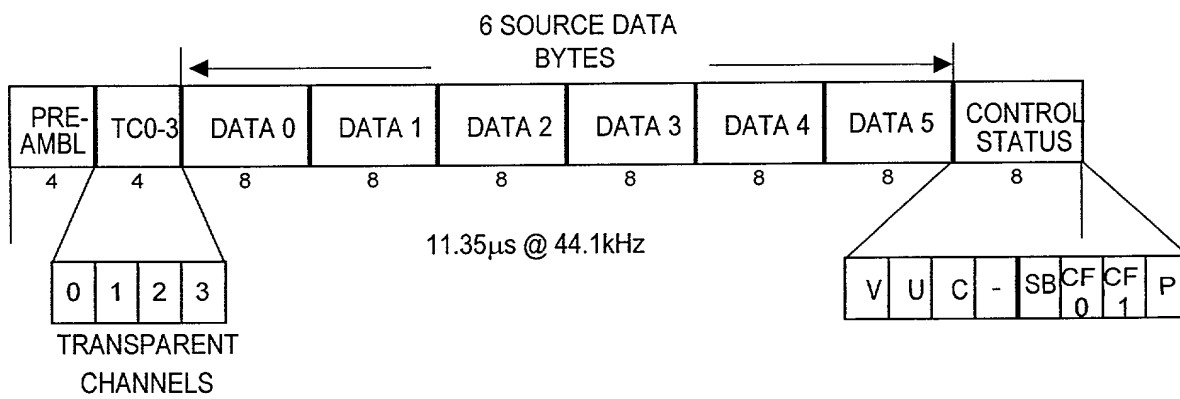 6 SOURCE DATA
BYTES
PRE-
AMBL
TC0-3
DATA 0
DATA 1
DATA 2
DATA 3
DATA 4
DATA 5
CONTROL
STATUS
4
4
8
8
8
8
8
8
8
11.35μs @ 44.1kHz
0 1 2 3
TRANSPARENT
CHANNELS
V U C - SB CF 0 CF 1 P